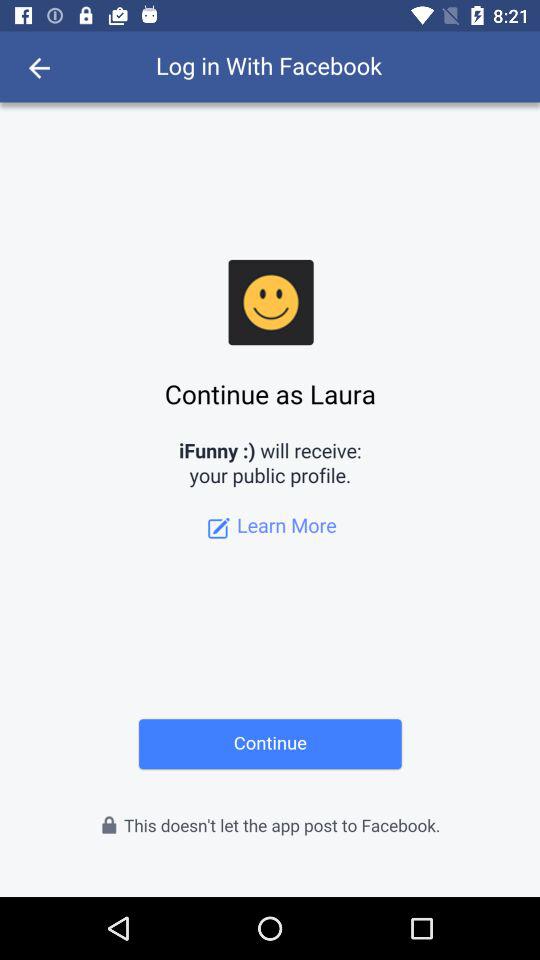 8:21
Log in With Facebook
Continue as Laura
iFunny :) will receive:
your public profile.
Learn More
Continue
This doesn't let the app post to Facebook.